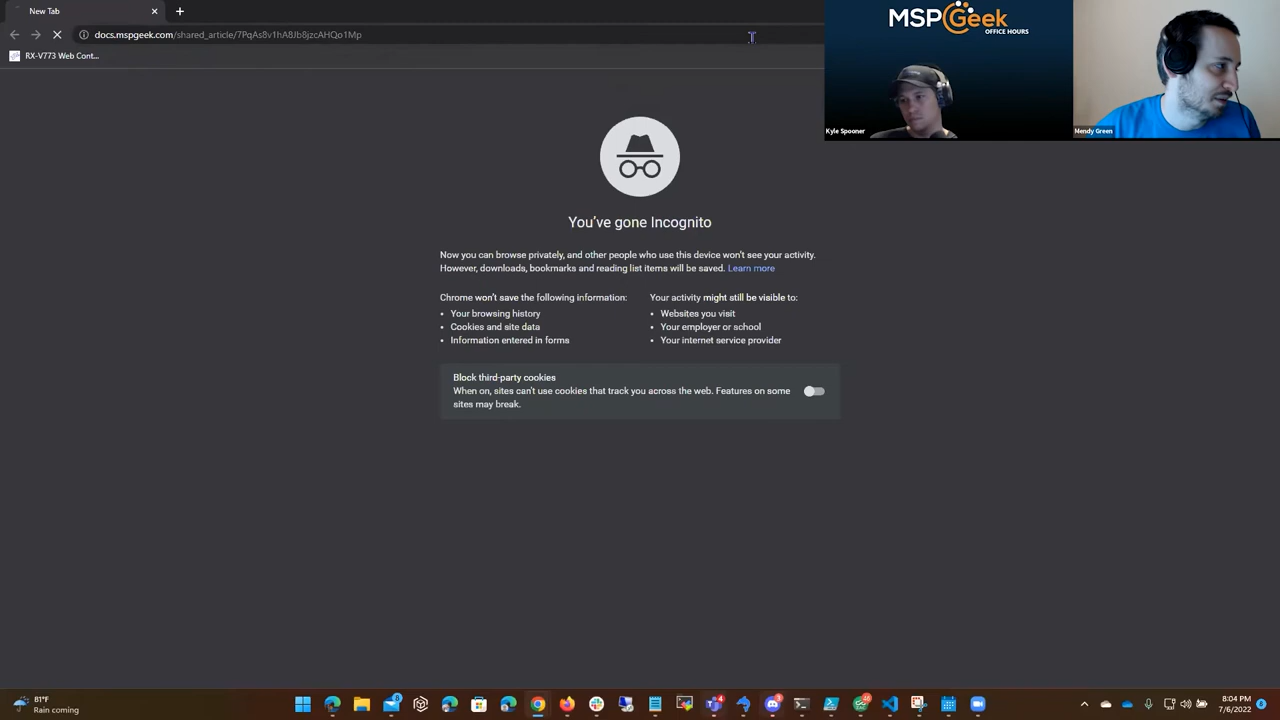 New Tab
docs.mspgeek.com/shared_article/7PqAs8v1hA8Jb8jzcAHQo1Mp
RX-V773 Web Cont...
MSPGeek
OFFICE HOURS
Kyle Spooner
Mendy Green
You've gone Incognito
Now you can browse privately, and other people who use this device won't see your activity.
However, downloads, bookmarks and reading list items will be saved. Learn more
Chrome won't save the following information:
• Your browsing history
• Cookies and site data
• Information entered in forms
Your activity might still be visible to:
• Websites you visit
• Your employer or school
• Your internet service provider
Block third-party cookies
When on, sites can't use cookies that track you across the web. Features on some
sites may break.
81°F
Rain coming
8
4
3
46
8:04 PM
7/6/2022
2